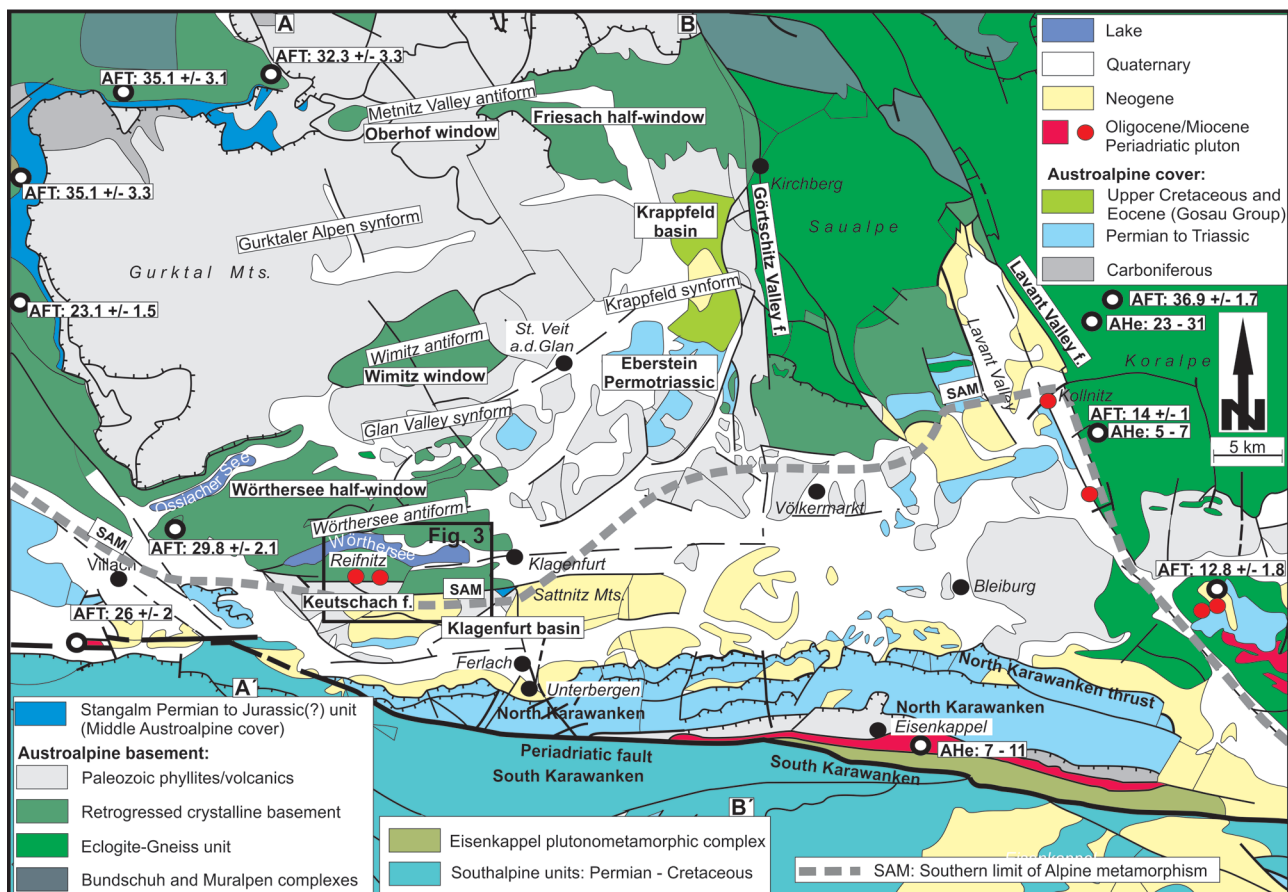 A
B
Lake
Quaternary
Neogene
Oligocene/Miocene
Periadriatic pluton
Austroalpine cover:
Upper Cretaceous and
Eocene (Gosau Group)
Permian to Triassic
Carboniferous
AFT: 35.1 +/- 3.1
AFT: 32.3 +/- 3.3
Metnitz Valley antiform
Oberhof window
Friesach half-window
AFT: 35.1 +/- 3.3
Kirchberg
Görtschitz Valley f.
Saualpe
Krappfeld
basin
Gurktaler Alpen synform
Gurktal Mts.
Lavant Valley f.
AFT: 36.9 +/- 1.7
AHe: 23 - 31
Koralpe
AFT: 23.1 +/- 1.5
Krappfeld synform
St. Veit
a.d.Glan
Wimitz antiform
Wimitz window
Eberstein
Permotriassic
Lavant Valley
SAM
Kollnitz
N
5 km
AFT: 14 +/- 1
AHe: 5 - 7
Glan Valley synform
Ossiacher See
Wörthersee half-window
Völkermarkt
Wörthersee antiform
Fig. 3
SAM
Villach
AFT: 29.8 +/- 2.1
Wörthersee
Reifnitz
Klagenfurt
AFT: 12.8 +/- 1.8
Bleiburg
Keutschach f.
SAM
Sattnitz Mts.
AFT: 26 +/- 2
Klagenfurt basin
Ferlach
Unterbergen
North Karawanken thrust
A´
North Karawanken
North Karawanken
Eisenkappel
AHe: 7 - 11
Periadriatic fault
South Karawanken
South Karawanken
B´
Stangalm Permian to Jurassic(?) unit
(Middle Austroalpine cover)
Austroalpine basement:
Paleozoic phyllites/volcanics
Retrogressed crystalline basement
Eclogite-Gneiss unit
Bundschuh and Muralpen complexes
Eisenkappel plutonometamorphic complex
Southalpine units: Permian - Cretaceous
Eisenkappel
SAM: Southern limit of Alpine metamorphism